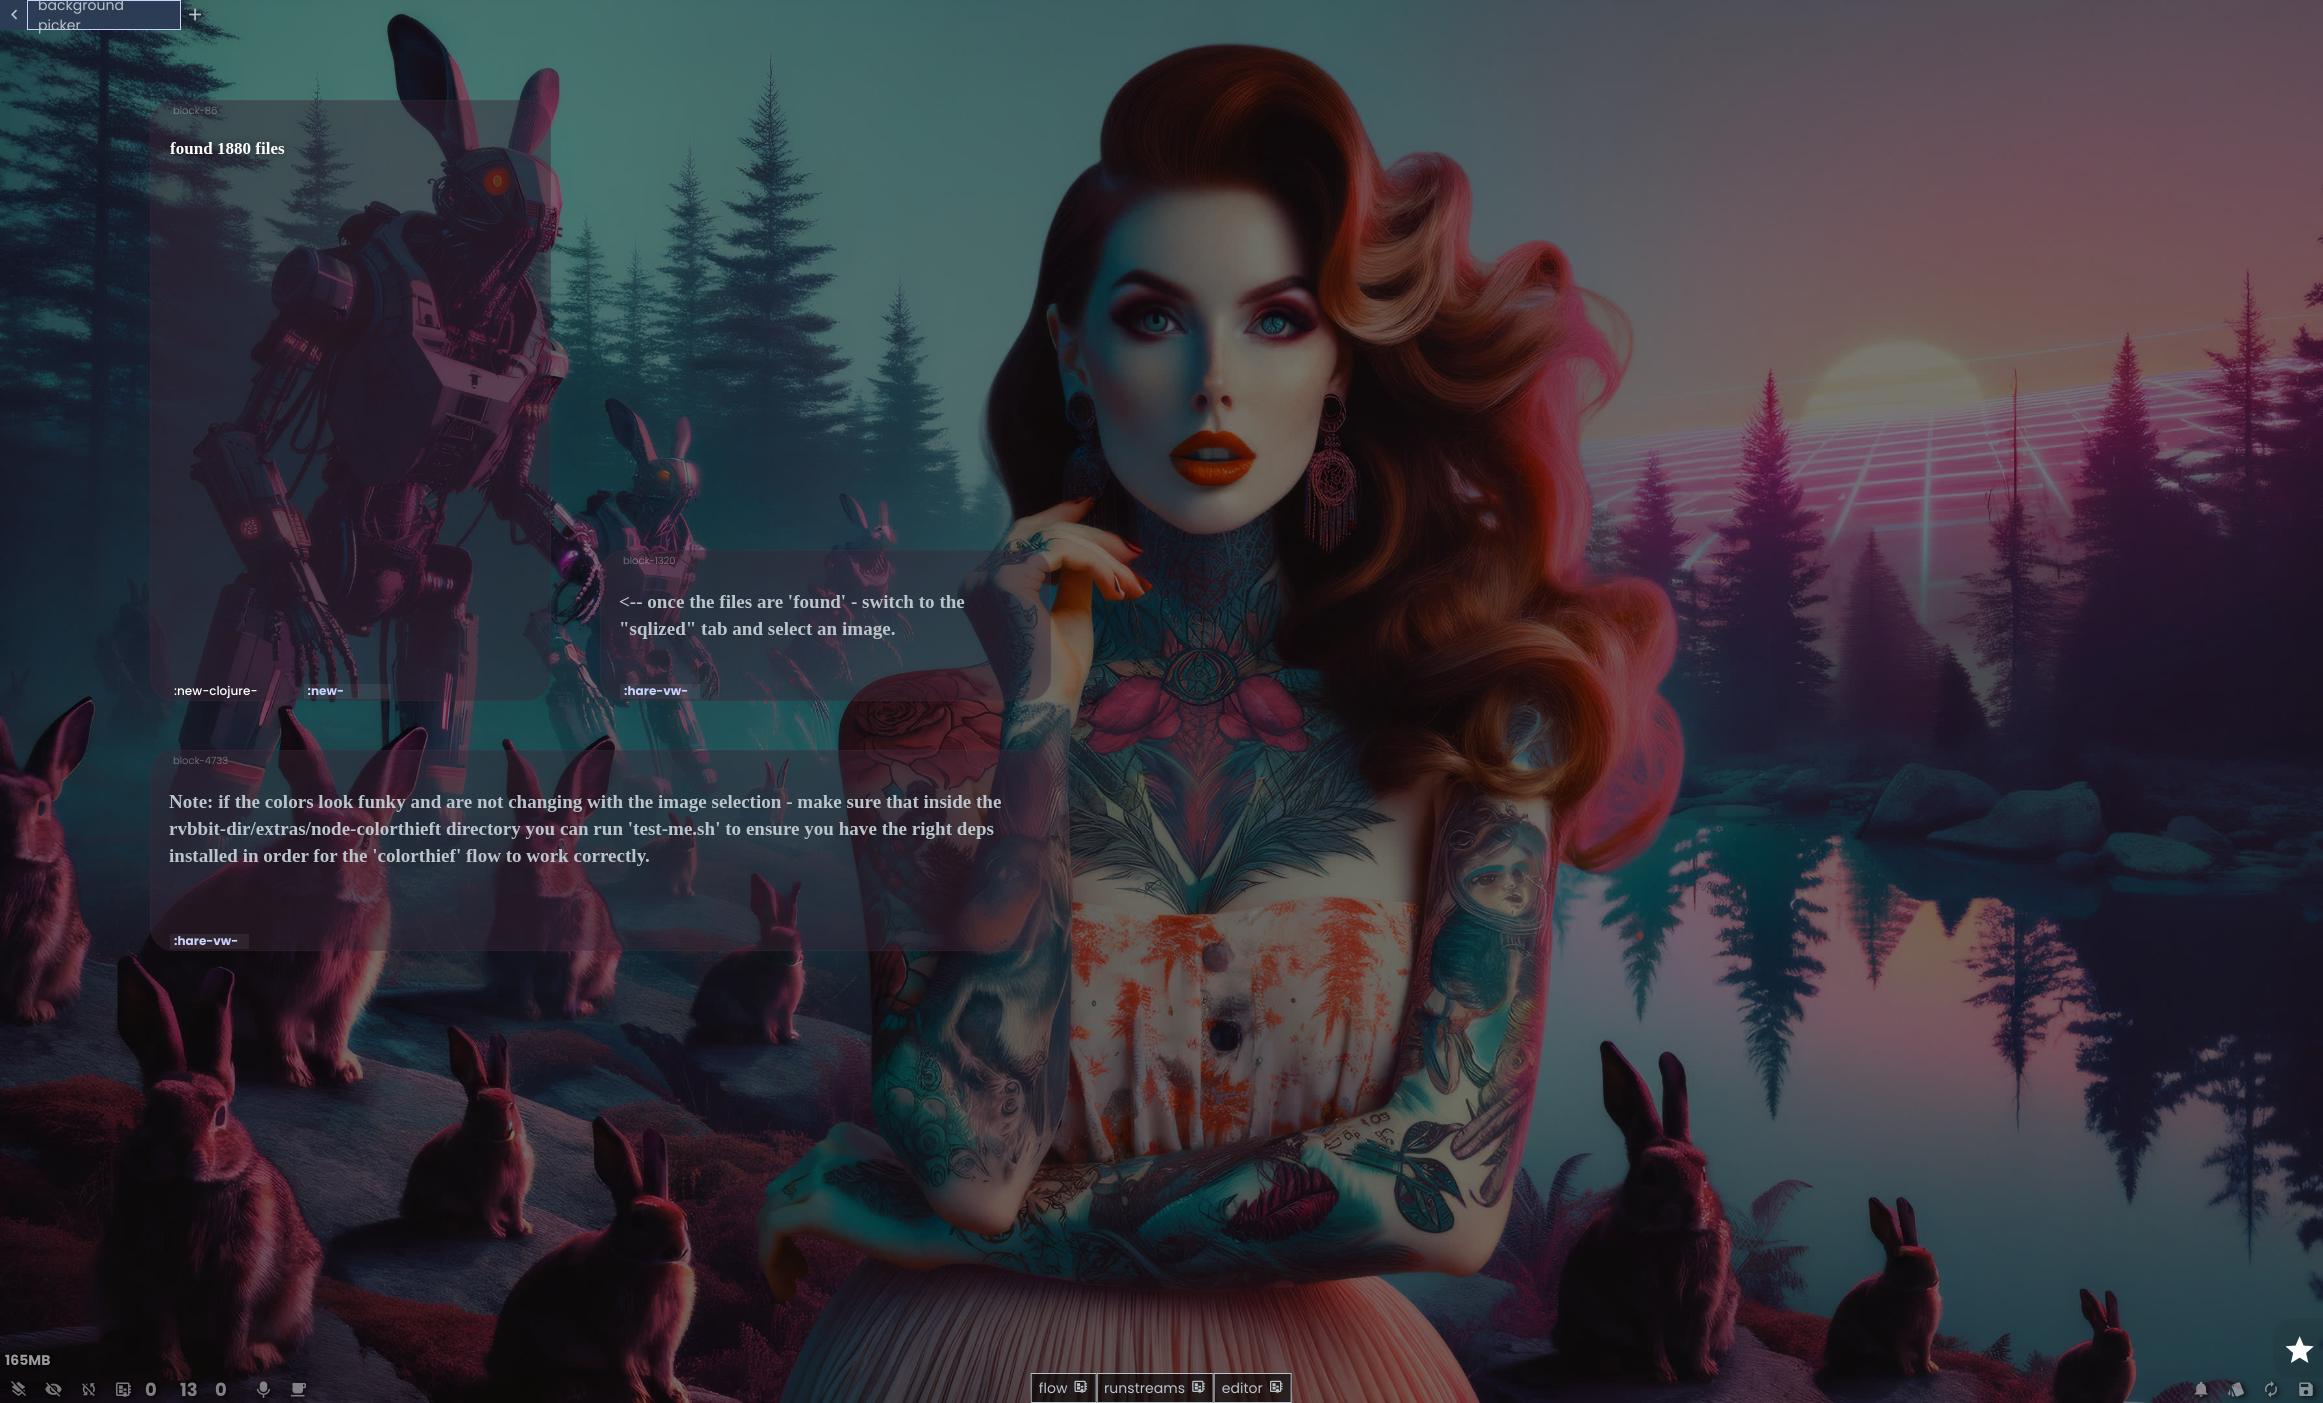 background
picker
block-86
found 1880 files
block-1320
<-- once the files are 'found' - switch to the
"sqlized" tab and select an image.
:new-clojure-
:new-
:hare-vw-
block-4733
Note: if the colors look funky and are not changing with the image selection - make sure that inside the
rvbbit-dir/extras/node-colorthieft directory you can run 'test-me.sh' to ensure you have the right deps
installed in order for the 'colorthief' flow to work correctly.
:hare-vw-
165MB
0 13 0
flow runstreams editor